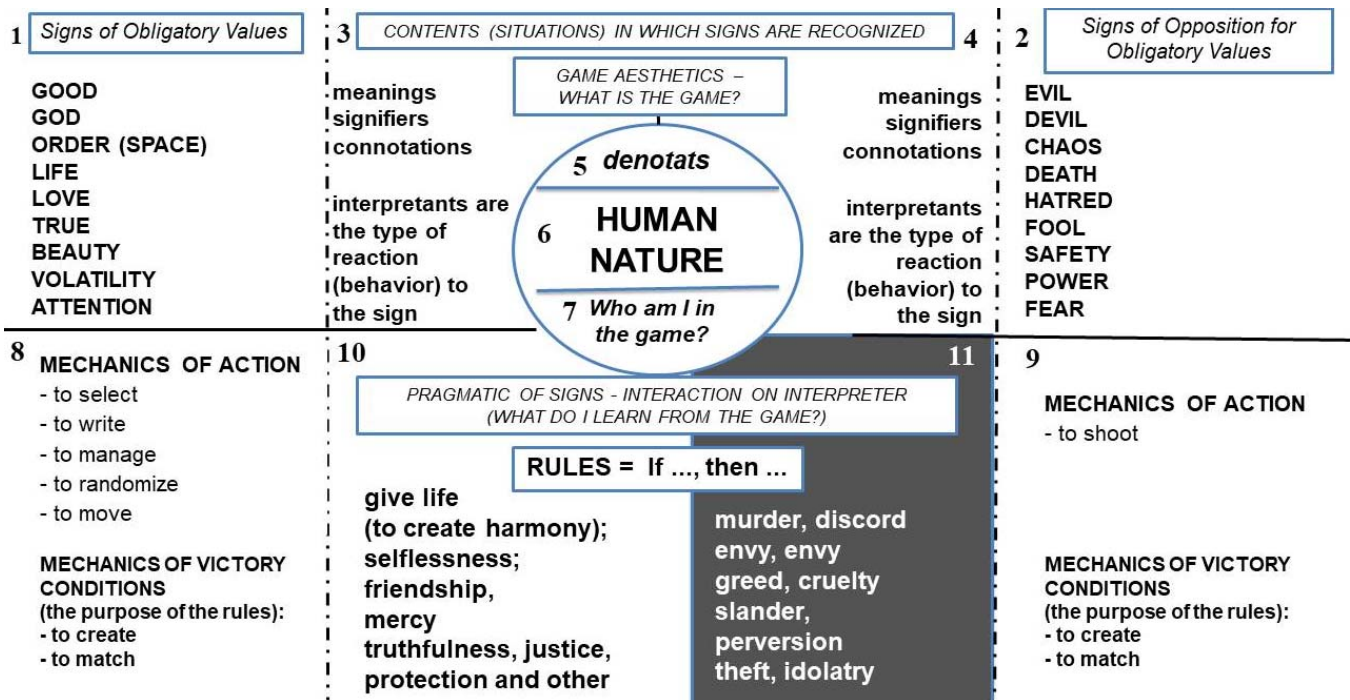 1
Signs of Obligatory Values
GOOD
GOD
ORDER (SPACE)
LIFE
LOVE
TRUE
BEAUTY
VOLATILITY
ATTENTION
3
CONTENTS (SITUATIONS) IN WHICH SIGNS ARE RECOGNIZED
4
GAME AESTHETICS –
WHAT IS THE GAME?
meanings
signifiers
connotations
interpretants are
the type of
reaction
(behavior) to
the sign
5 denotats
6
HUMAN
NATURE
7 Who am I in
the game?
meanings
signifiers
connotations
interpretants
are the type of
reaction
(behavior) to
the sign
2
Signs of Opposition for
Obligatory Values
EVIL
DEVIL
CHAOS
DEATH
HATRED
FOOL
SAFETY
POWER
FEAR
8
MECHANICS OF ACTION
- to select
- to write
- to manage
- to randomize
- to move
MECHANICS OF VICTORY
CONDITIONS
(the purpose of the rules):
- to create
- to match
10
11
PRAGMATIC OF SIGNS - INTERACTION ON INTERPRETER
(WHAT DO I LEARN FROM THE GAME?)
RULES = If ..., then ...
give life
(to create harmony);
selflessness;
friendship,
mercy
truthfulness, justice,
protection and other
murder, discord
envy, envy
greed, cruelty
slander,
perversion
theft, idolatry
9
MECHANICS OF ACTION
- to shoot
MECHANICS OF VICTORY
CONDITIONS
(the purpose of the rules):
- to create
- to match